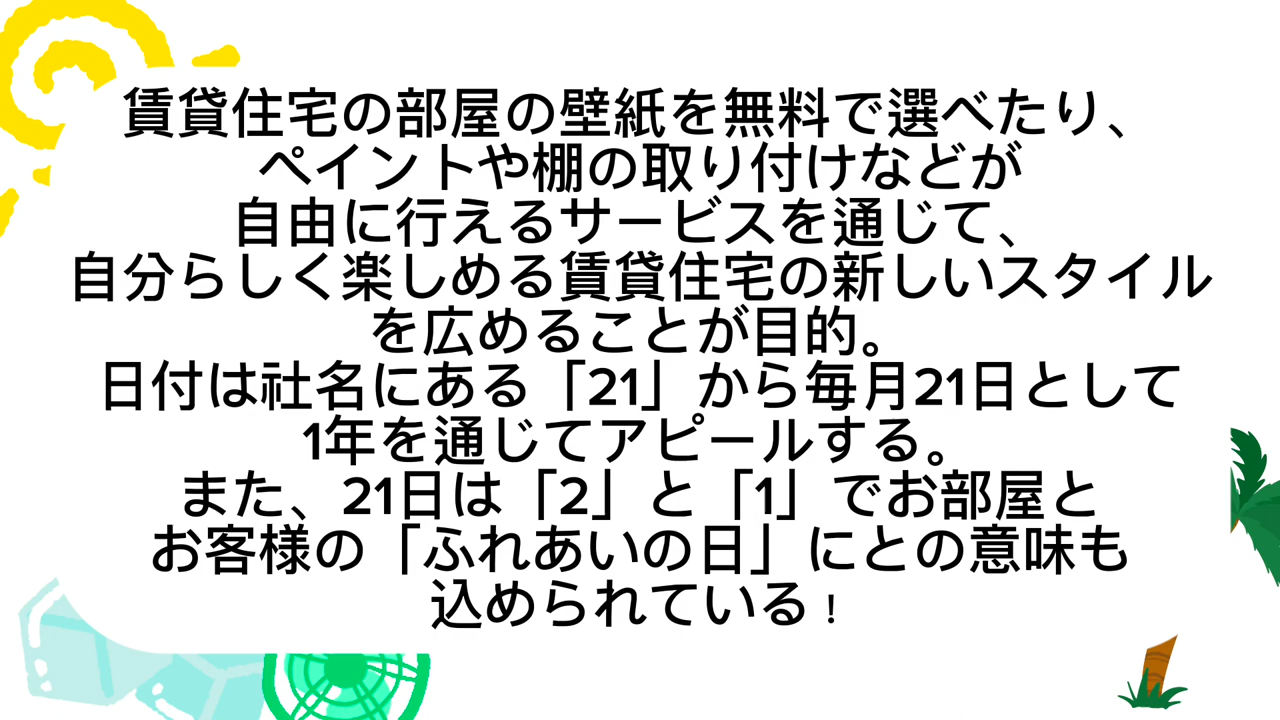 賃貸住宅の部屋の壁紙を無料で選べたり、
ペイントや棚の取り付けなどが
自由に行えるサービスを通じて、
自分らしく楽しめる賃貸住宅の新しいスタイル
を広めることが目的。
日付は社名にある「21」から毎月21日として
1年を通じてアピールする。
また、21日は「2」と「1」でお部屋と
お客様の「ふれあいの日」にとの意味も
込められている！